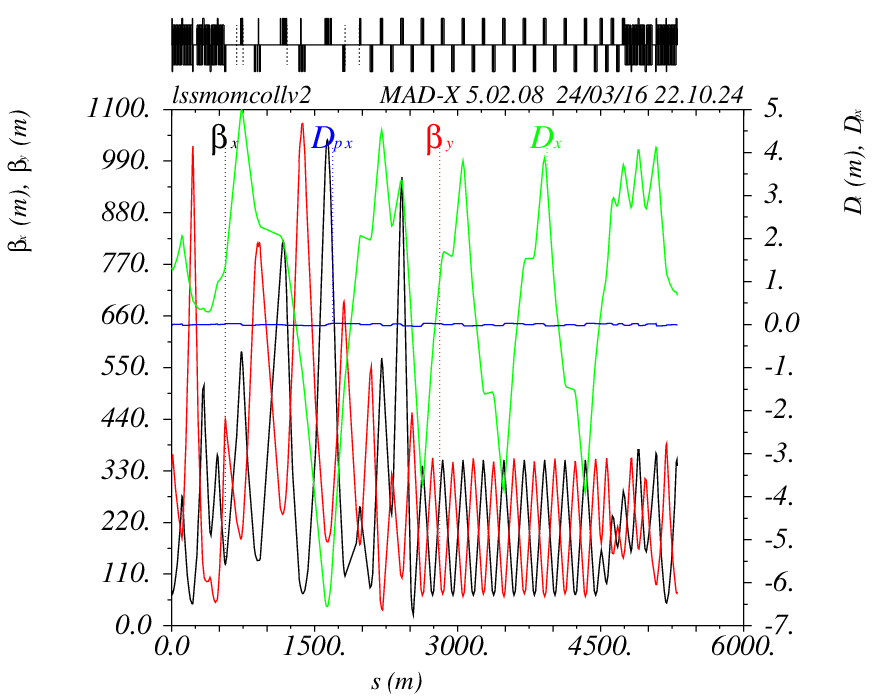 lssmomcollv2 MAD-X 5.02.08 24/03/16 22.10.24
1100.
990.
880.
770.
660.
550.
440.
330.
220.
110.
0.0
βx (m), βy (m)
βx
Dpx
βy
Dx
5.
4.
3.
2.
1.
0.0
-1.
-2.
-3.
-4.
-5.
-6.
-7.
Dx (m), Dpx
0.0 1500. 3000. 4500. 6000.
s (m)